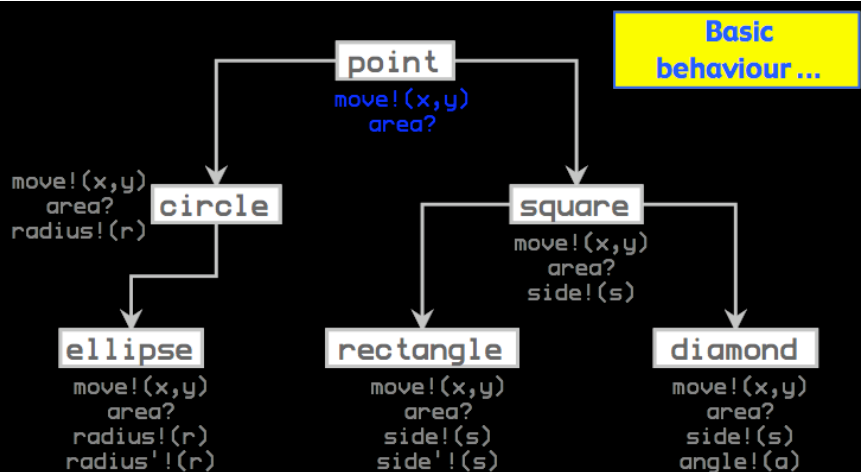 Basic
behaviour ...
point
move!(x,y)
area?
circle
move!(x,y)
area?
radius!(r)
square
move!(x,y)
area?
side!(s)
ellipse
move!(x,y)
area?
radius!(r)
radius'!(r)
rectangle
move!(x,y)
area?
side!(s)
side'!(s)
diamond
move!(x,y)
area?
side!(s)
angle!(a)